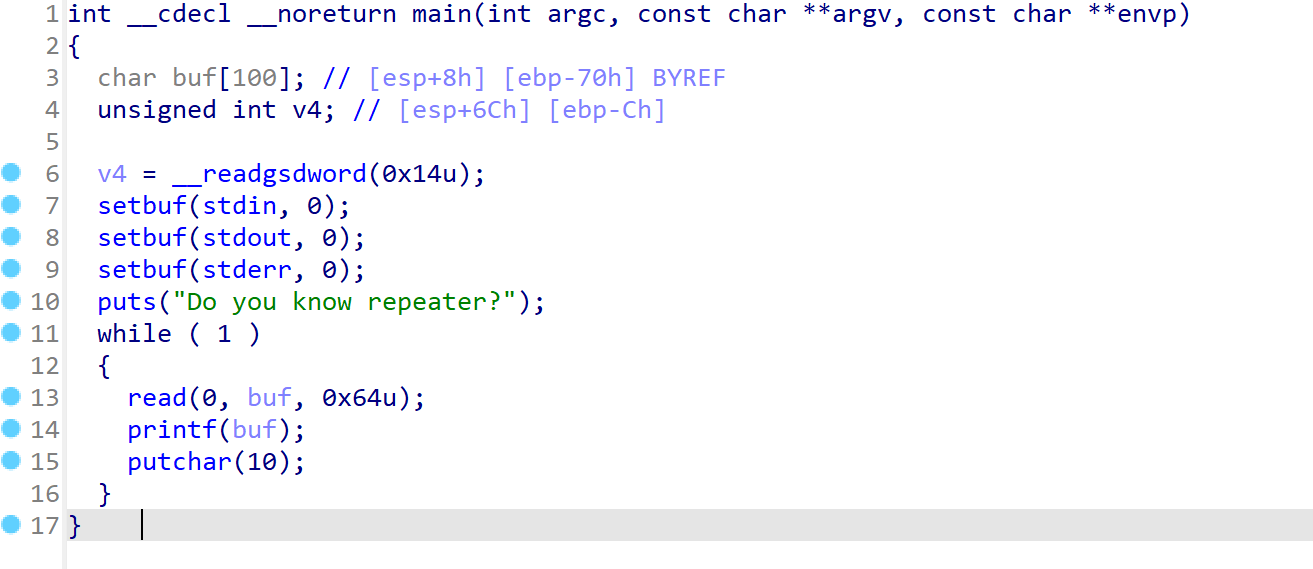 1 int __cdecl __noreturn main(int argc, const char **argv, const char **envp)
2 {
3   char buf[100]; // [esp+8h] [ebp-70h] BYREF
4   unsigned int v4; // [esp+6Ch] [ebp-Ch]
5
6   v4 = __readgsdword(0x14u);
7   setbuf(stdin, 0);
8   setbuf(stdout, 0);
9   setbuf(stderr, 0);
10   puts("Do you know repeater?");
11   while ( 1 )
12   {
13     read(0, buf, 0x64u);
14     printf(buf);
15     putchar(10);
16   }
17 }